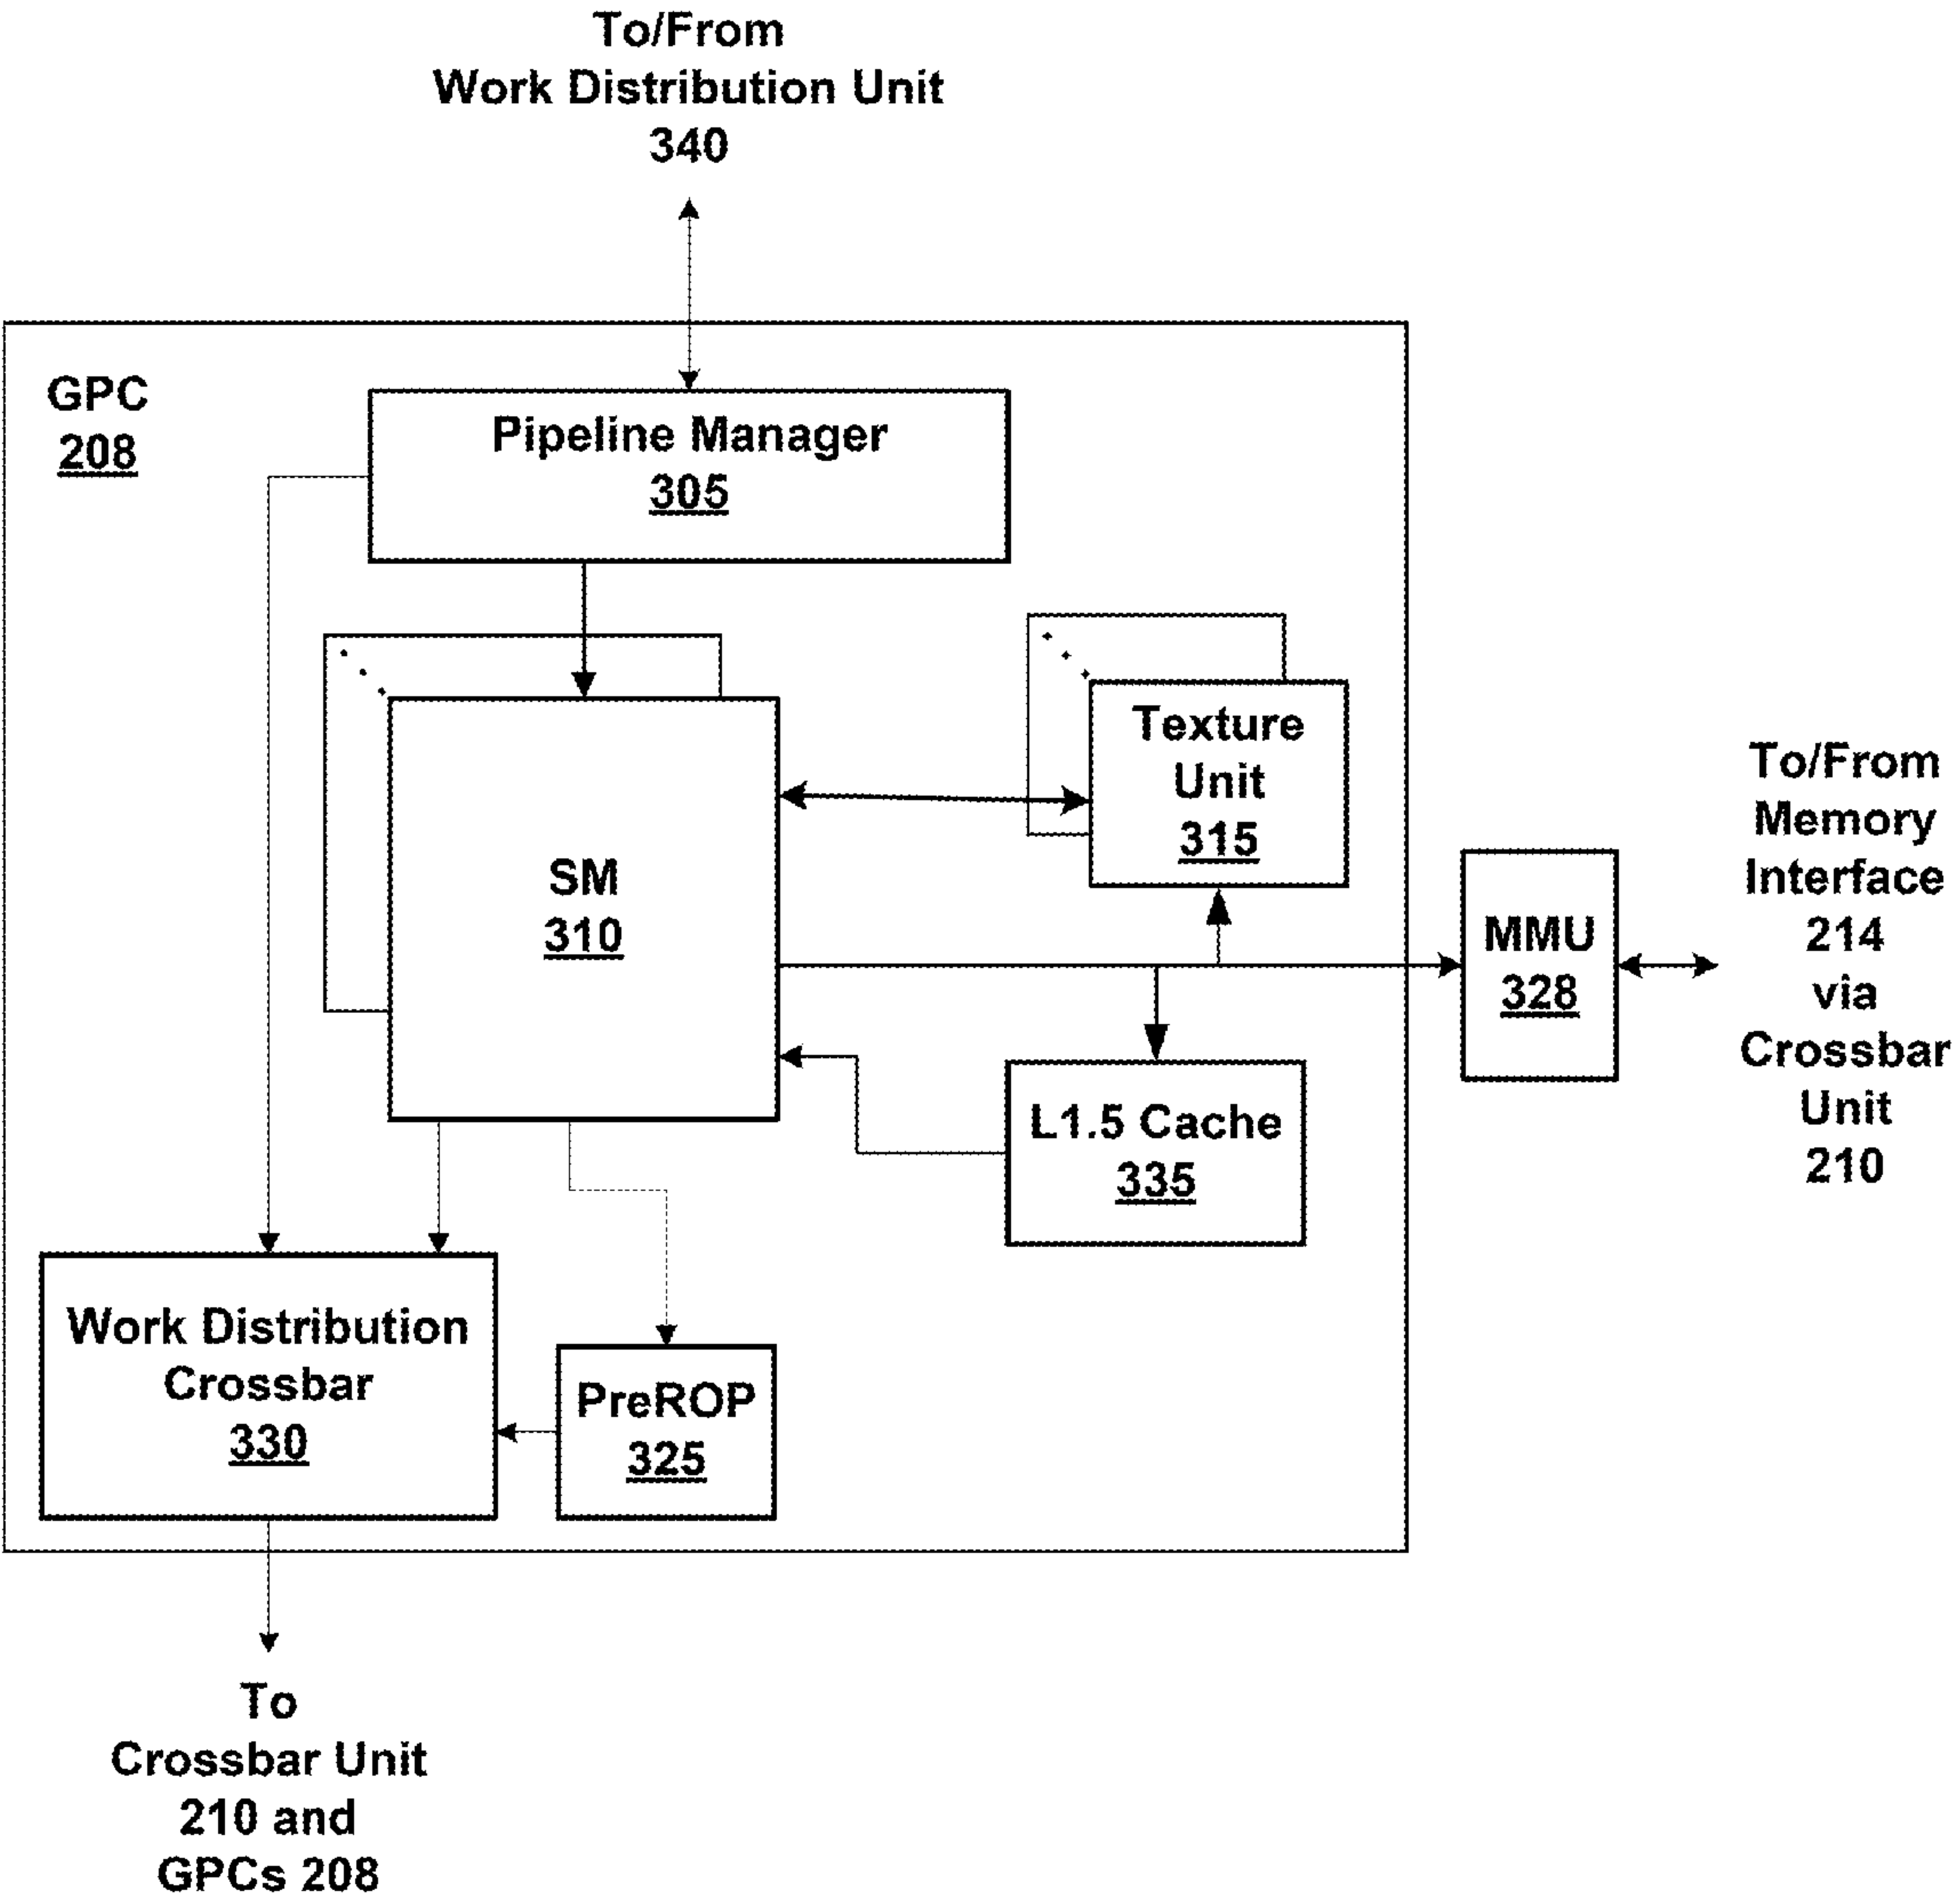 To/From
Work Distribution Unit
340
GPC
208
Pipeline Manager
305
Texture
Unit
315
SM
310
To/From
Memory
Interface
214
via
Crossbar
Unit
210
MMU
328
L1.5 Cache
335
Work Distribution
Crossbar
330
PreROP
325
To
Crossbar Unit
210 and
GPCs 208